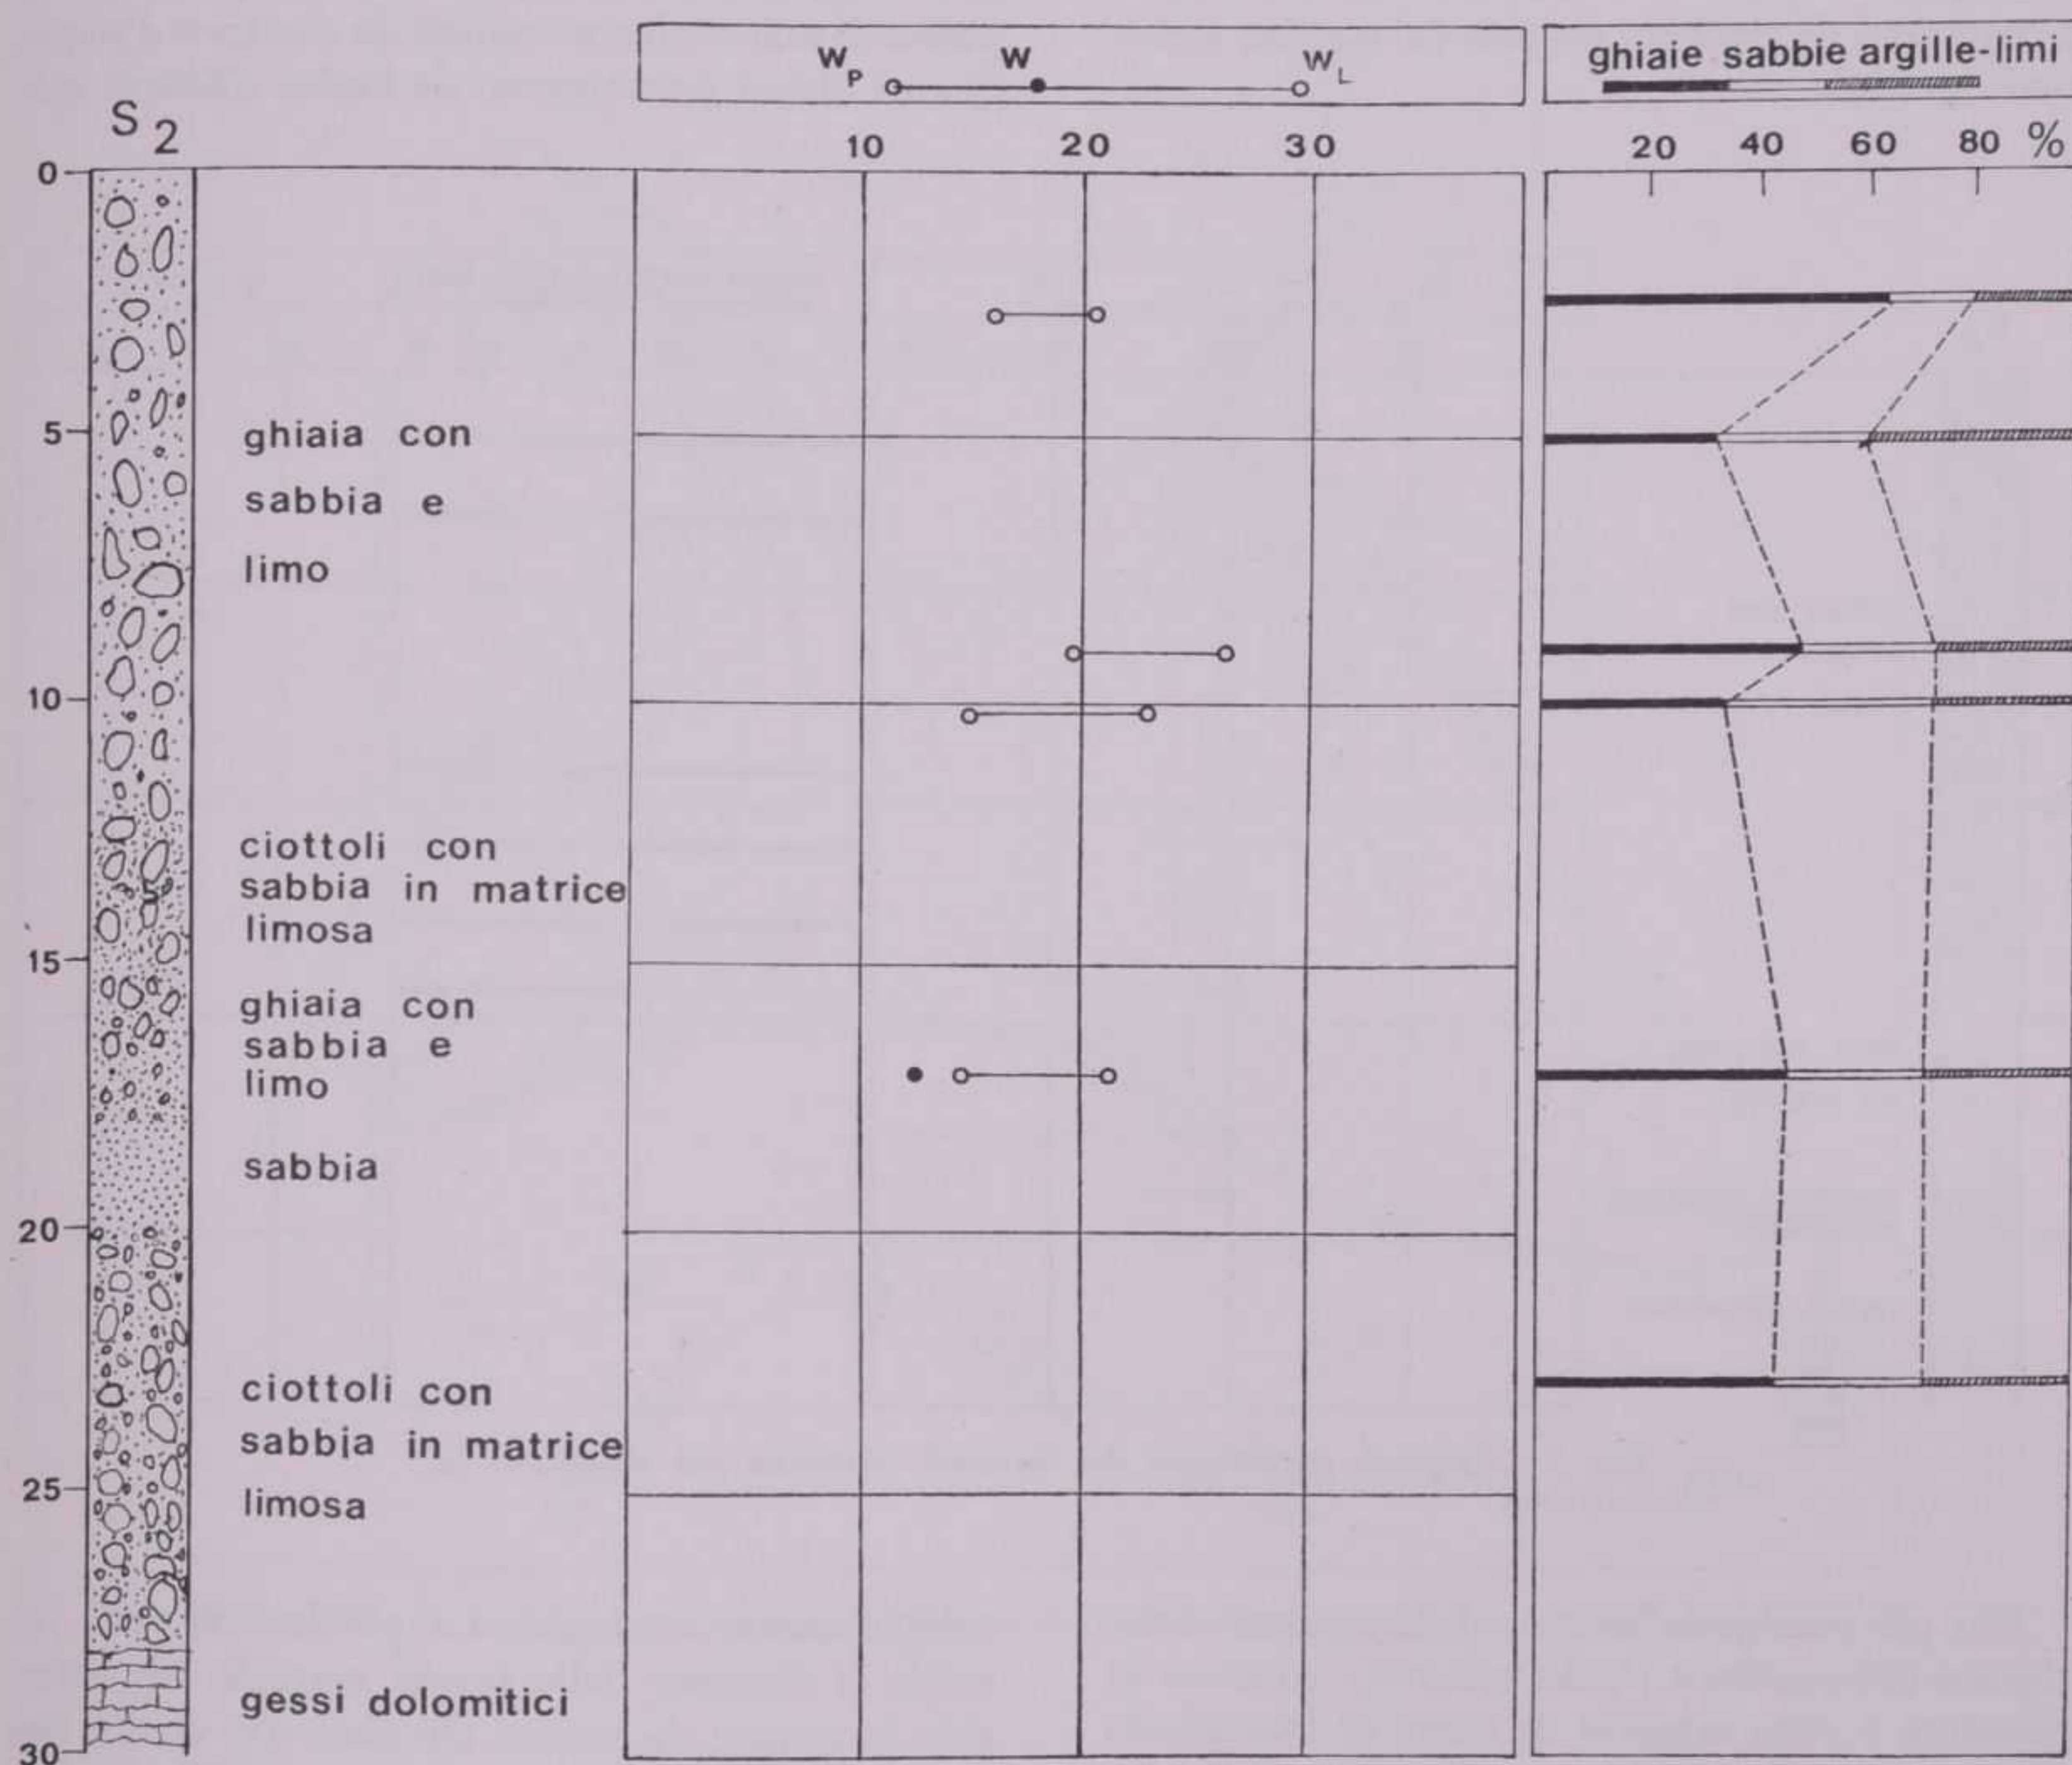 W_P W W_L
ghiaie sabbie argille-limi
S 2
10 20 30
20 40 60 80 %
0
5
ghiaia con
sabbia e
limo
10
ciottoli con
sabbia in matrice
limosa
15
ghiaia con
sabbia e
limo
sabbia
20
ciottoli con
sabbia in matrice
25
limosa
gessi dolomitici
30